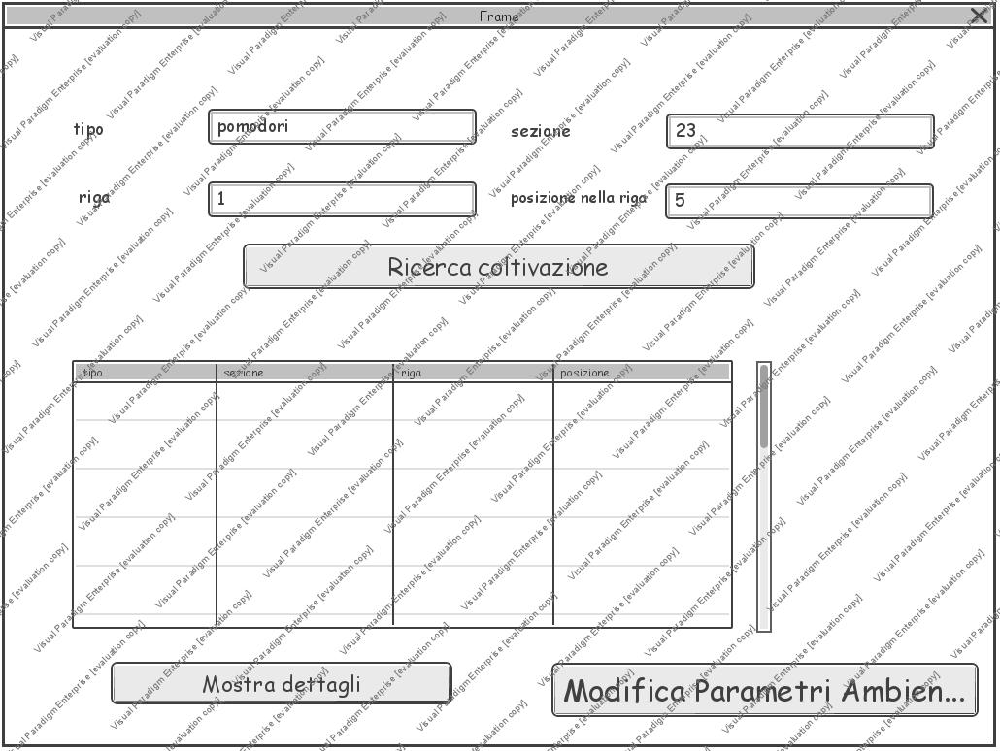 Frame
tipo pomodori sezione 23
riga 1 posizione nella riga 5
Ricerca coltivazione
tipo sezione riga posizione
Mostra dettagli Modifica Parametri Ambien...
Visual Paradigm Enterprise [evaluation copy]